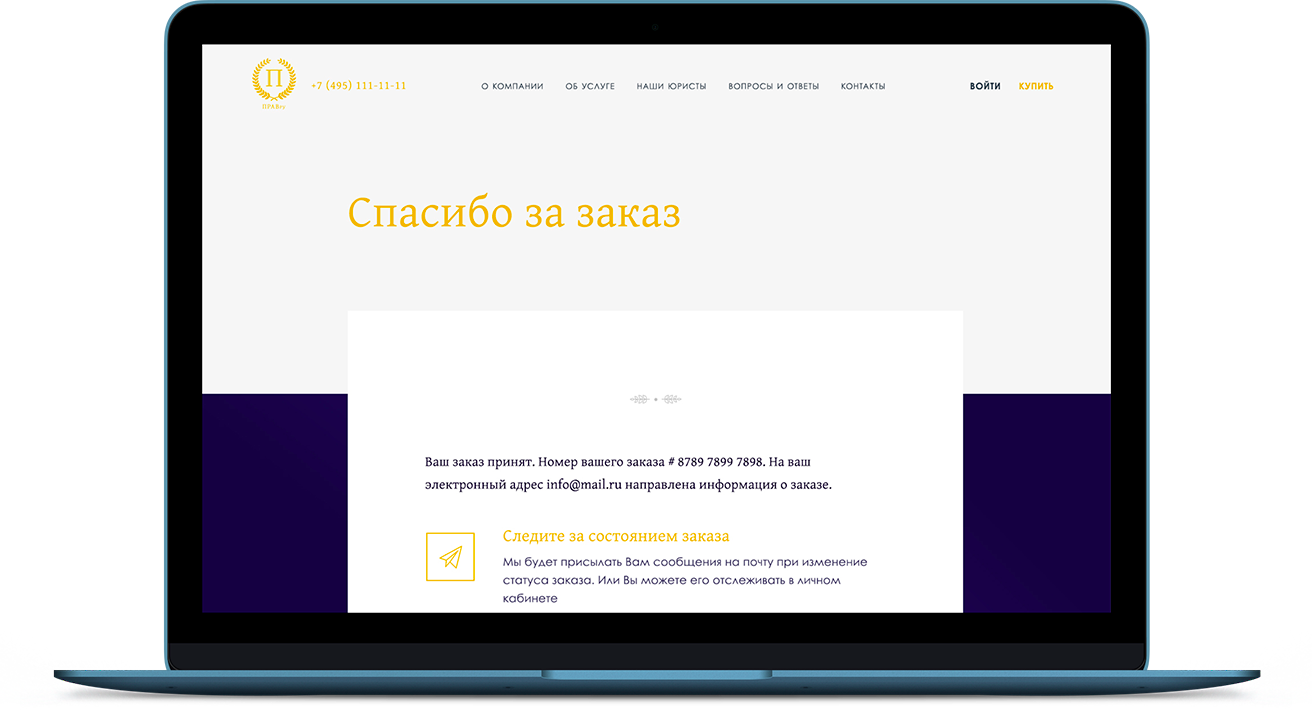 П
ПРАВру
+7 (495) 111-11-11
О КОМПАНИИ
ОБ УСЛУГЕ
НАШИ ЮРИСТЫ
ВОПРОСЫ И ОТВЕТЫ
КОНТАКТЫ
ВОЙТИ
КУПИТЬ
Спасибо за заказ
Ваш заказ принят. Номер вашего заказа # 8789 7899 7898. На ваш
электронный адрес info@mail.ru направлена информация о заказе.
Следите за состоянием заказа
Мы будет присылать Вам сообщения на почту при изменение
статуса заказа. Или Вы можете его отслеживать в личном
кабинете